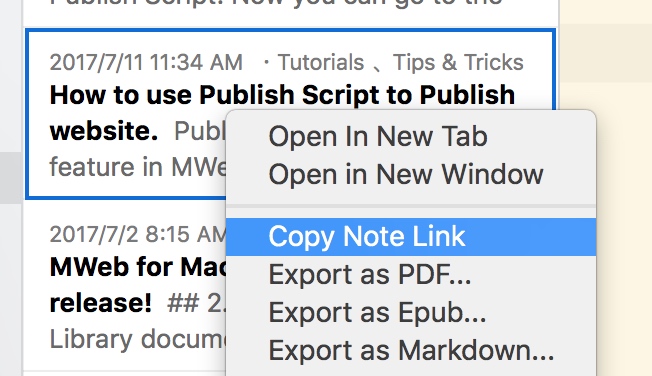 Publish Script. Now you can go to the
2017/7/11 11:34 AM ・Tutorials 、Tips & Tricks
How to use Publish Script to Publish
website. Publ
feature in MWe
Open In New Tab
Open in New Window
Copy Note Link
Export as PDF...
Export as Epub...
Export as Markdown...
2017/7/2 8:15 AM
MWeb for Mac
release! ## 2.
Library docume